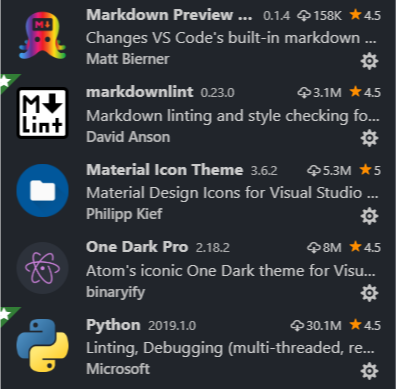 Markdown Preview ... 0.1.4 158K 4.5
Changes VS Code's built-in markdown ...
Matt Bierner
M
lint
markdownlint 0.23.0 3.1M 4.5
Markdown linting and style checking fo...
David Anson
Material Icon Theme 3.6.2 5.3M 5
Material Design Icons for Visual Studio ...
Philipp Kief
One Dark Pro 2.18.2 8M 4.5
Atom's iconic One Dark theme for Visu...
binaryify
Python 2019.1.0 30.1M 4.5
Linting, Debugging (multi-threaded, re...
Microsoft